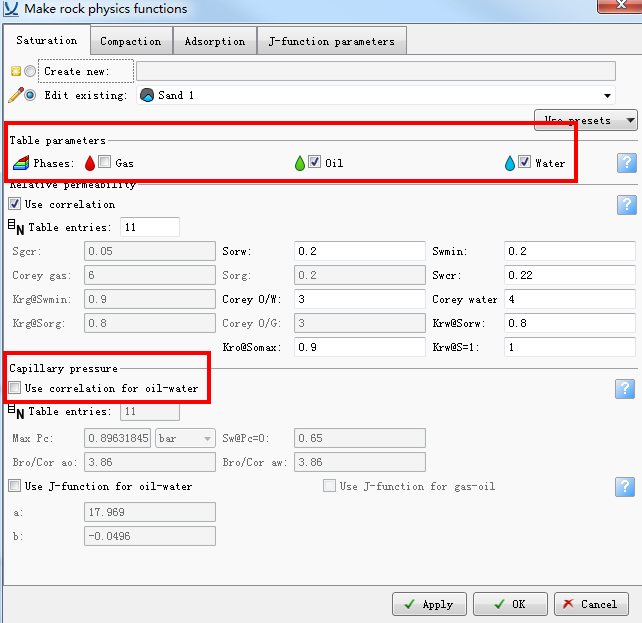 Make rock physics functions
Saturation Compaction Adsorption J-function parameters
Create new:
Edit existing: Sand 1
Use presets
Table parameters
Phases: Gas Oil Water ?
Relative permeability
Use correlation ?
N Table entries: 11
Sgcr: 0.05 Sorw: 0.2 Swmin: 0.2
Corey gas: 6 Sorg: 0.2 Swcr: 0.22
Krg@Swmin: 0.9 Corey O/W: 3 Corey water 4
Krg@Sorg: 0.8 Corey O/G: 3 Krw@Sorw: 0.8
Kro@Somax: 0.9 Krw@S=1: 1
Capillary pressure
Use correlation for oil-water ?
N Table entries: 11
Max Pc: 0.89631845 bar Sw@Pc=0: 0.65
Bro/Cor ao: 3.86 Bro/Cor aw: 3.86
Use J-function for oil-water Use J-function for gas-oil ?
a: 17.969
b: -0.0496
Apply OK Cancel